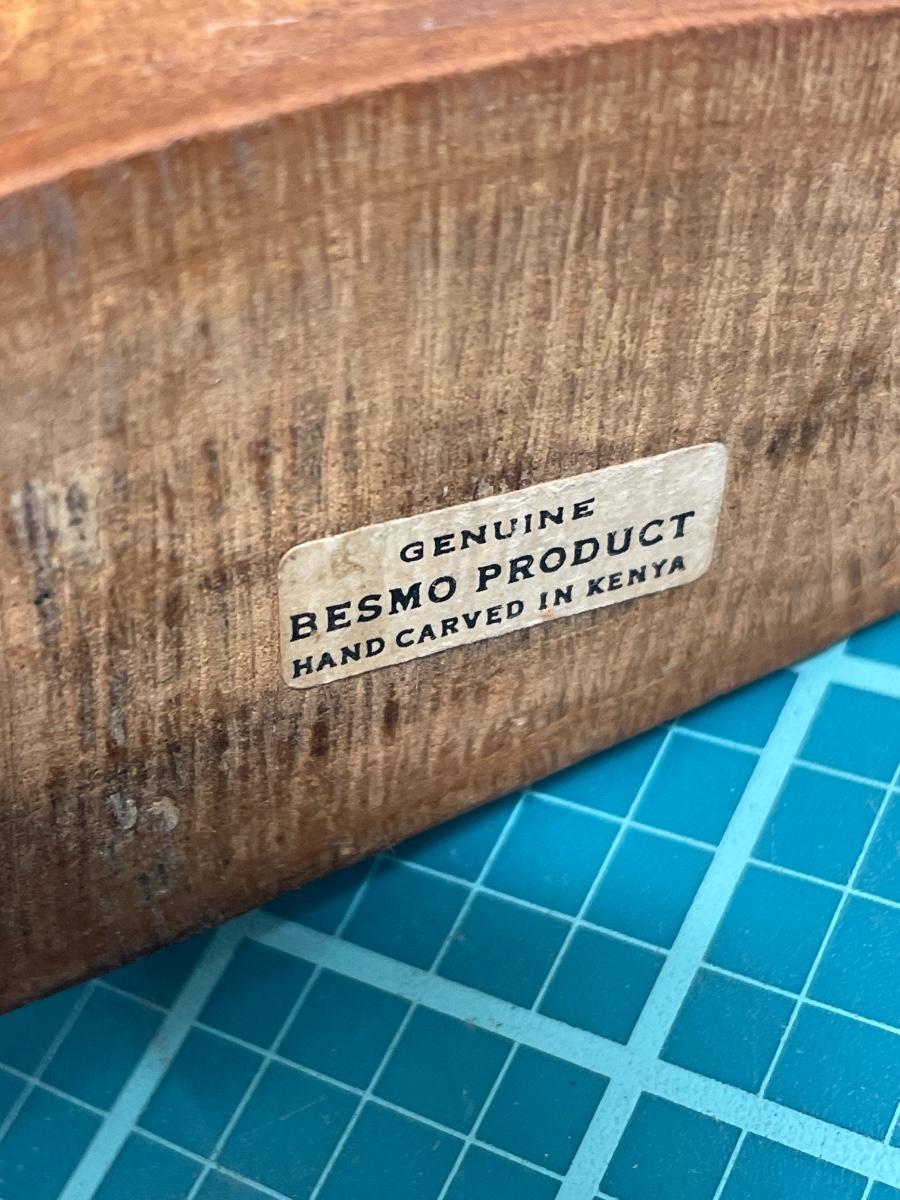 GENUINE
BESMO PRODUCT
HAND CARVED IN KENYA